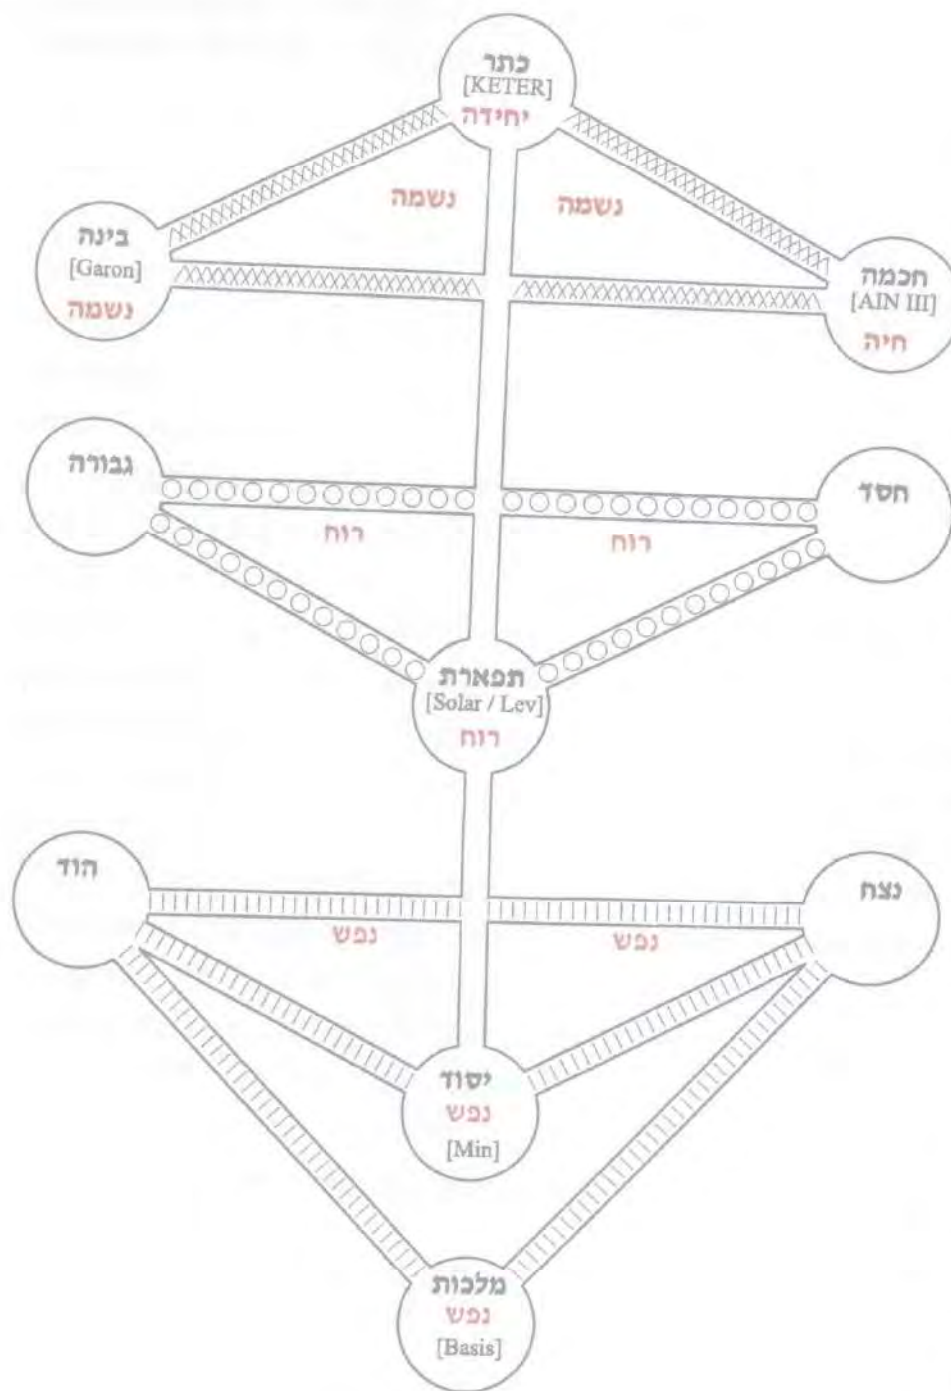 כתר
[KETER]
יחידה
נשמה
נשמה
בינה
[Garon]
נשמה
חכמה
[AIN III]
חיה
גבורה
חסד
רוח
רוח
תפארת
[Solar / Lev]
רוח
הוד
נצח
נפש
נפש
יסוד
נפש
[Min]
מלכות
נפש
[Basis]